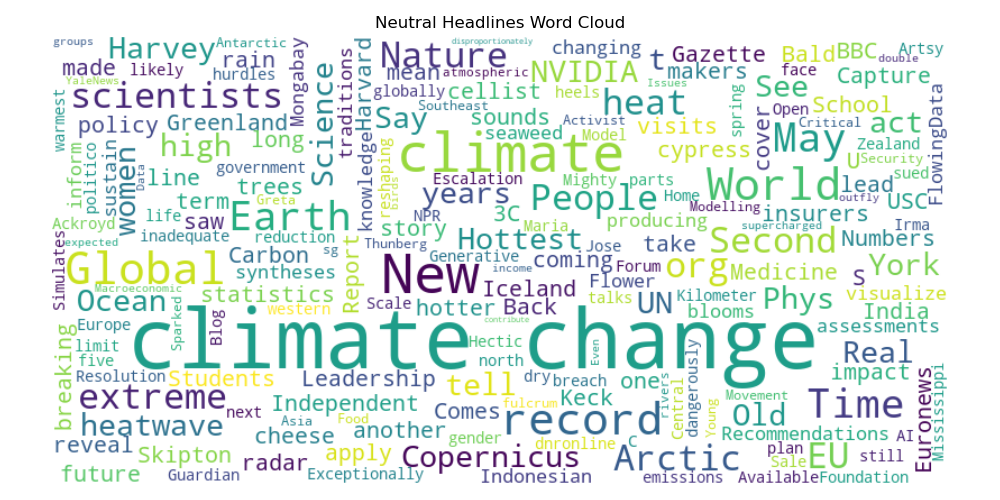 Neutral Headlines Word Cloud
groups
Harvey
Antarctic
Nature
disproportionately
changing
t
Gazette
Bald
BBC
Artsy
double
made
likely
rain
hurdles
YaleNews
Mongabay
traditions
Harvard
mean
atmospheric
NVIDIA
makers
See
face
Capture
scientists
Science
globally
cellist
heels
Issues
heat
spring
Open
School
FlowingData
warmest
policy
Greenland
Say
Southeast
sounds
seaweed
Activist
Model
visits
cover
May
Critical
act
Zealand
high
long
knowledge
reshaping
birds
climate
cypress
U
Security
sued
inform
politico
sustain
women
Data
line
government
trees
Greta
Escalation
Mighty
parts
World
lead
outfly
term
years
People
Home
Modelling
insurers
USC
Ackroyd
life
saw
Earth
NPR
story
3C
Maria
producing
supercharged
Irma
expected
inadequate
reduction
sg
Thunberg
Hottest
Jose
take
Second
Numbers
Simulates
Global
Carbon
syntheses
Report
New
Generative
income
coming
Forum
org
Medicine
S
York
Macroeconomic
Ocean
statistics
western
Scale
hotter
Iceland
Back
Flower
talks
UN
Kilometer
blooms
Phys
visualize
India
Europe
Sparked
Blog
contribute
climate change
assessments
breaking
limit
five
Hectic
north
Even
dangerously
Real
impact
Resolution
Students
Leadership
tell
dry
breach
one
rivers
Central
Movement
Euronews
Mississippi
extreme
next
Independent
Asia
Food
Comes
fulcrum
record
Keck
Young
Old
Time
heatwave
cheese
another
gender
dnronline
C
Recommendations
AI
reveal
Skipton
radar
apply
Copernicus
Arctic
plan
Sale
EU
still
future
Guardian
Exceptionally
Indonesian
emissions
Available
Foundation